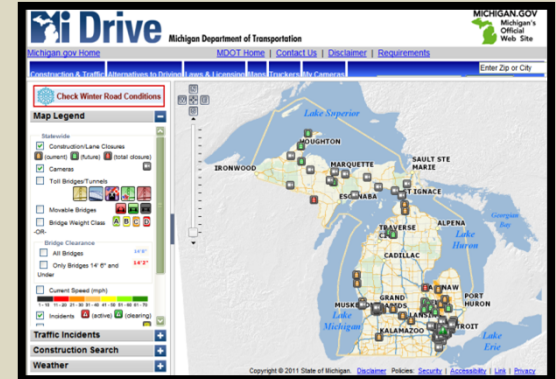 MICHIGAN.GOV
Michigan's
Official
Web Site
Mi Drive
Michigan Department of Transportation
Michigan.gov Home
MDOT Home | Contact Us | Disclaimer | Requirements
Construction & Traffic Alternatives to Driving Laws & Licensing Maps Truckers My Cameras
Enter Zip or City
Check Winter Road Conditions
Map Legend
Statewide
Construction/Lane Closures
(current) (future) (total closure)
Cameras
Toll Bridges/Tunnels
Movable Bridges
Bridge Weight Class A B C D
-OR-
Bridge Clearance
All Bridges
Only Bridges 14' 6" and
Under
Current Speed (mph)
Incidents (active) (clearing)
Traffic Incidents
Construction Search
Weather
Lake Superior
HOUGHTON
IRONWOOD
MARQUETTE
SAULT STE
MARIE
ESCANABA
ST IGNACE
Georgian
Bay
ALPENA
TRAVERSE
CITY
Lake
Huron
CADILLAC
SAGINAW
PORT
HURON
GRAND
RAPIDS
LANSING
Lake
Michigan
KALAMAZOO
DETROIT
Lake
Erie
Copyright © 2011 State of Michigan. Disclaimer Policies: Security | Accessibility | Link | Privacy